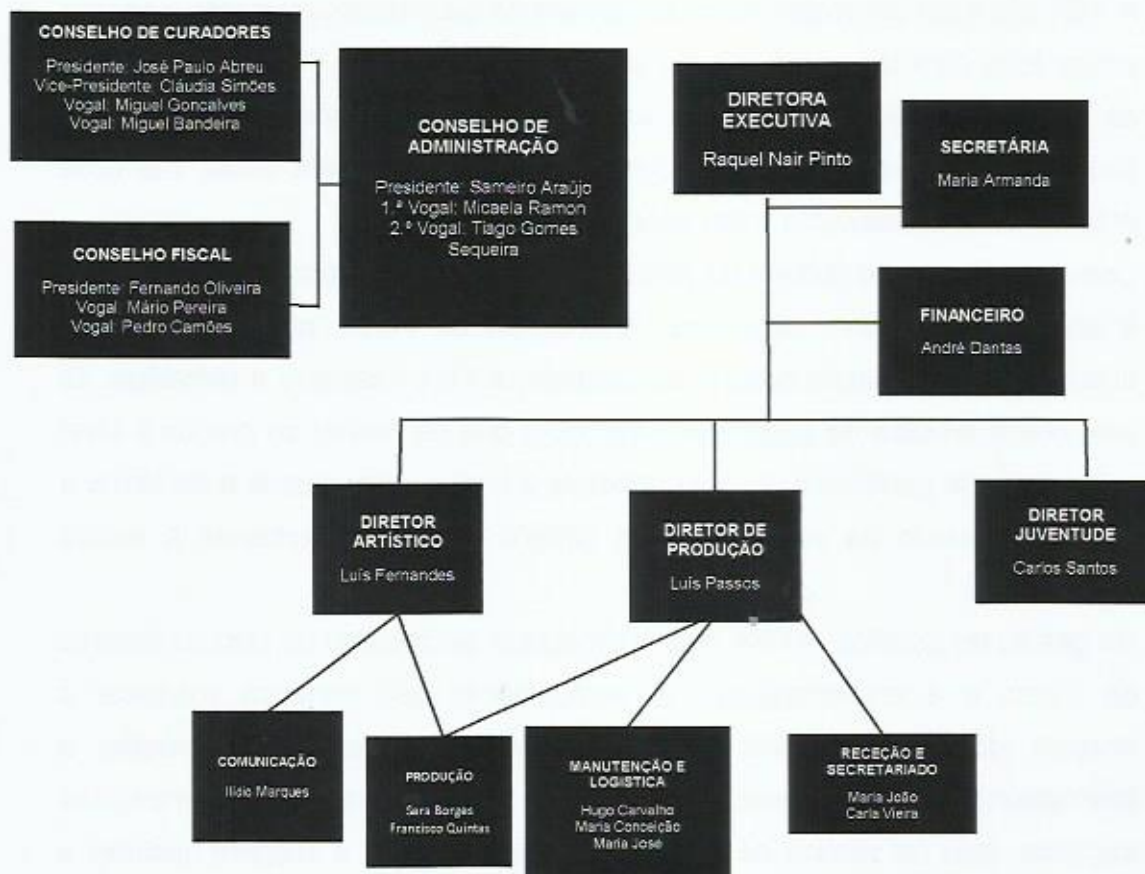 CONSELHO DE CURADORES
Presidente: José Paulo Abreu
Vice-Presidente: Cláudia Simões
Vogal: Miguel Goncalves
Vogal: Miguel Bandeira
CONSELHO DE
ADMINISTRAÇÃO
Presidente: Sameiro Araújo
1.ª Vogal: Micaela Ramon
2.º Vogal: Tiago Gomes
Sequeira
CONSELHO FISCAL
Presidente: Fernando Oliveira
Vogal: Mário Pereira
Vogal: Pedro Camões
DIRETORA
EXECUTIVA
Raquel Nair Pinto
SECRETÁRIA
Maria Armanda
FINANCEIRO
André Dantas
DIRETOR
ARTÍSTICO
Luís Fernandes
DIRETOR DE
PRODUÇÃO
Luís Passos
DIRETOR
JUVENTUDE
Carlos Santos
COMUNICAÇÃO
Ilídio Marques
PRODUÇÃO
Sara Borges
Francisco Quintas
MANUTENÇÃO E
LOGISTICA
Hugo Carvalho
Maria Conceição
Maria José
RECEÇÃO E
SECRETARIADO
Maria João
Carla Vieira